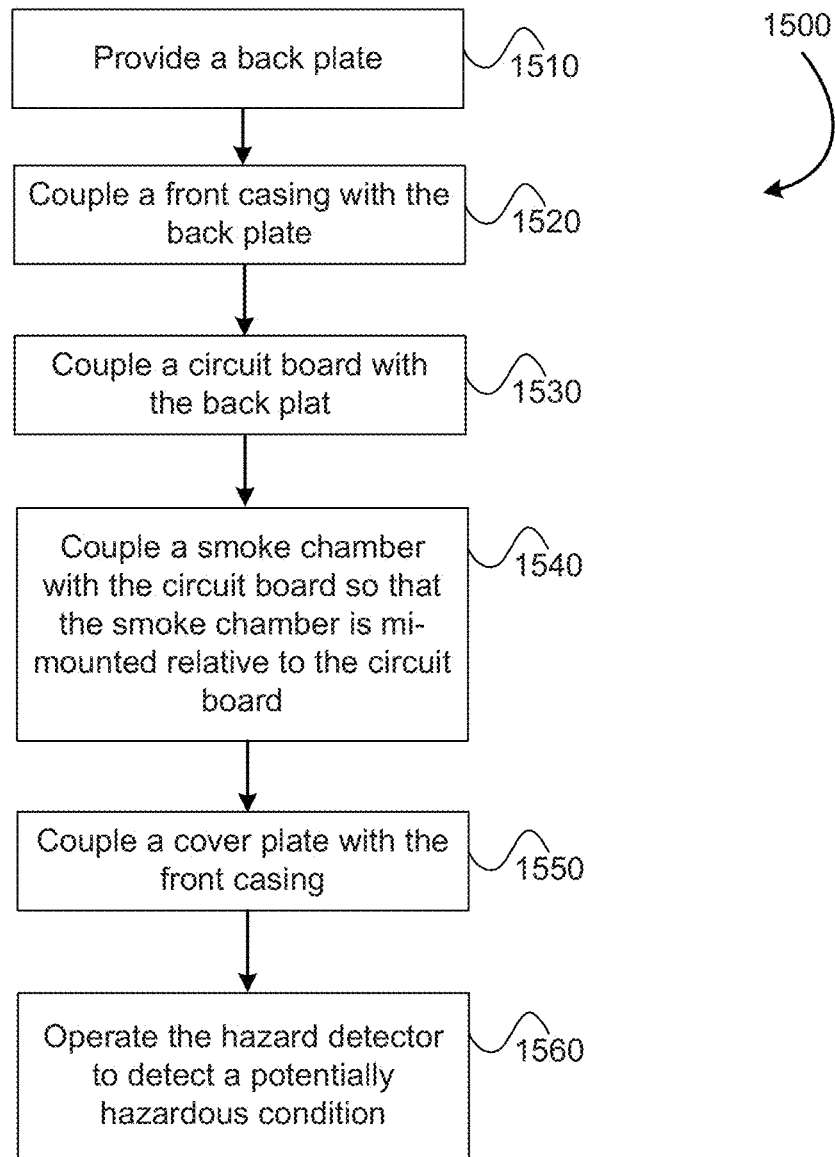 1500
Provide a back plate
1510
Couple a front casing with the
back plate
1520
Couple a circuit board with
the back plat
1530
Couple a smoke chamber
with the circuit board so that
the smoke chamber is mi-
mounted relative to the circuit
board
1540
Couple a cover plate with the
front casing
1550
Operate the hazard detector
to detect a potentially
hazardous condition
1560